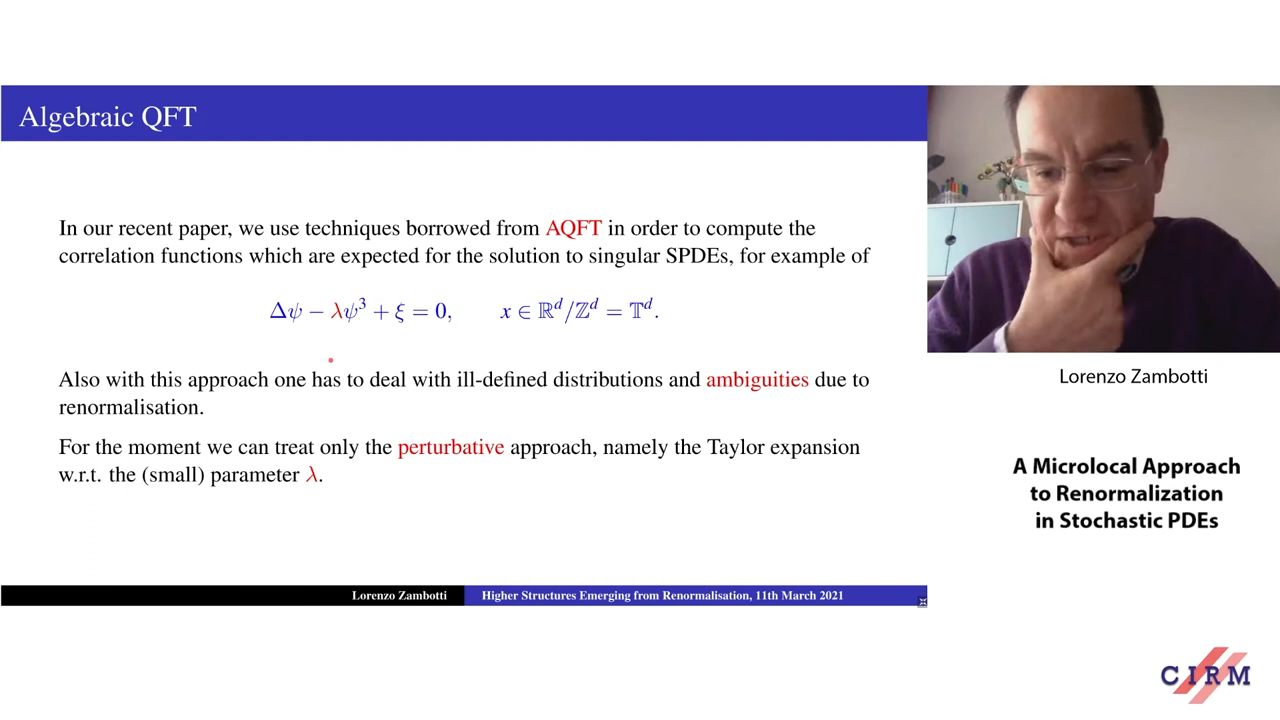 Algebraic QFT
In our recent paper, we use techniques borrowed from AQFT in order to compute the
correlation functions which are expected for the solution to singular SPDEs, for example of
Δψ − λψ³ + ξ = 0, x ∈ ℝᵈ/ℤᵈ = 𝕋ᵈ.
Also with this approach one has to deal with ill-defined distributions and ambiguities due to
renormalisation.
For the moment we can treat only the perturbative approach, namely the Taylor expansion
w.r.t. the (small) parameter λ.
Lorenzo Zambotti
Higher Structures Emerging from Renormalisation, 11th March 2021
Lorenzo Zambotti
A Microlocal Approach
to Renormalization
in Stochastic PDEs
CIRM